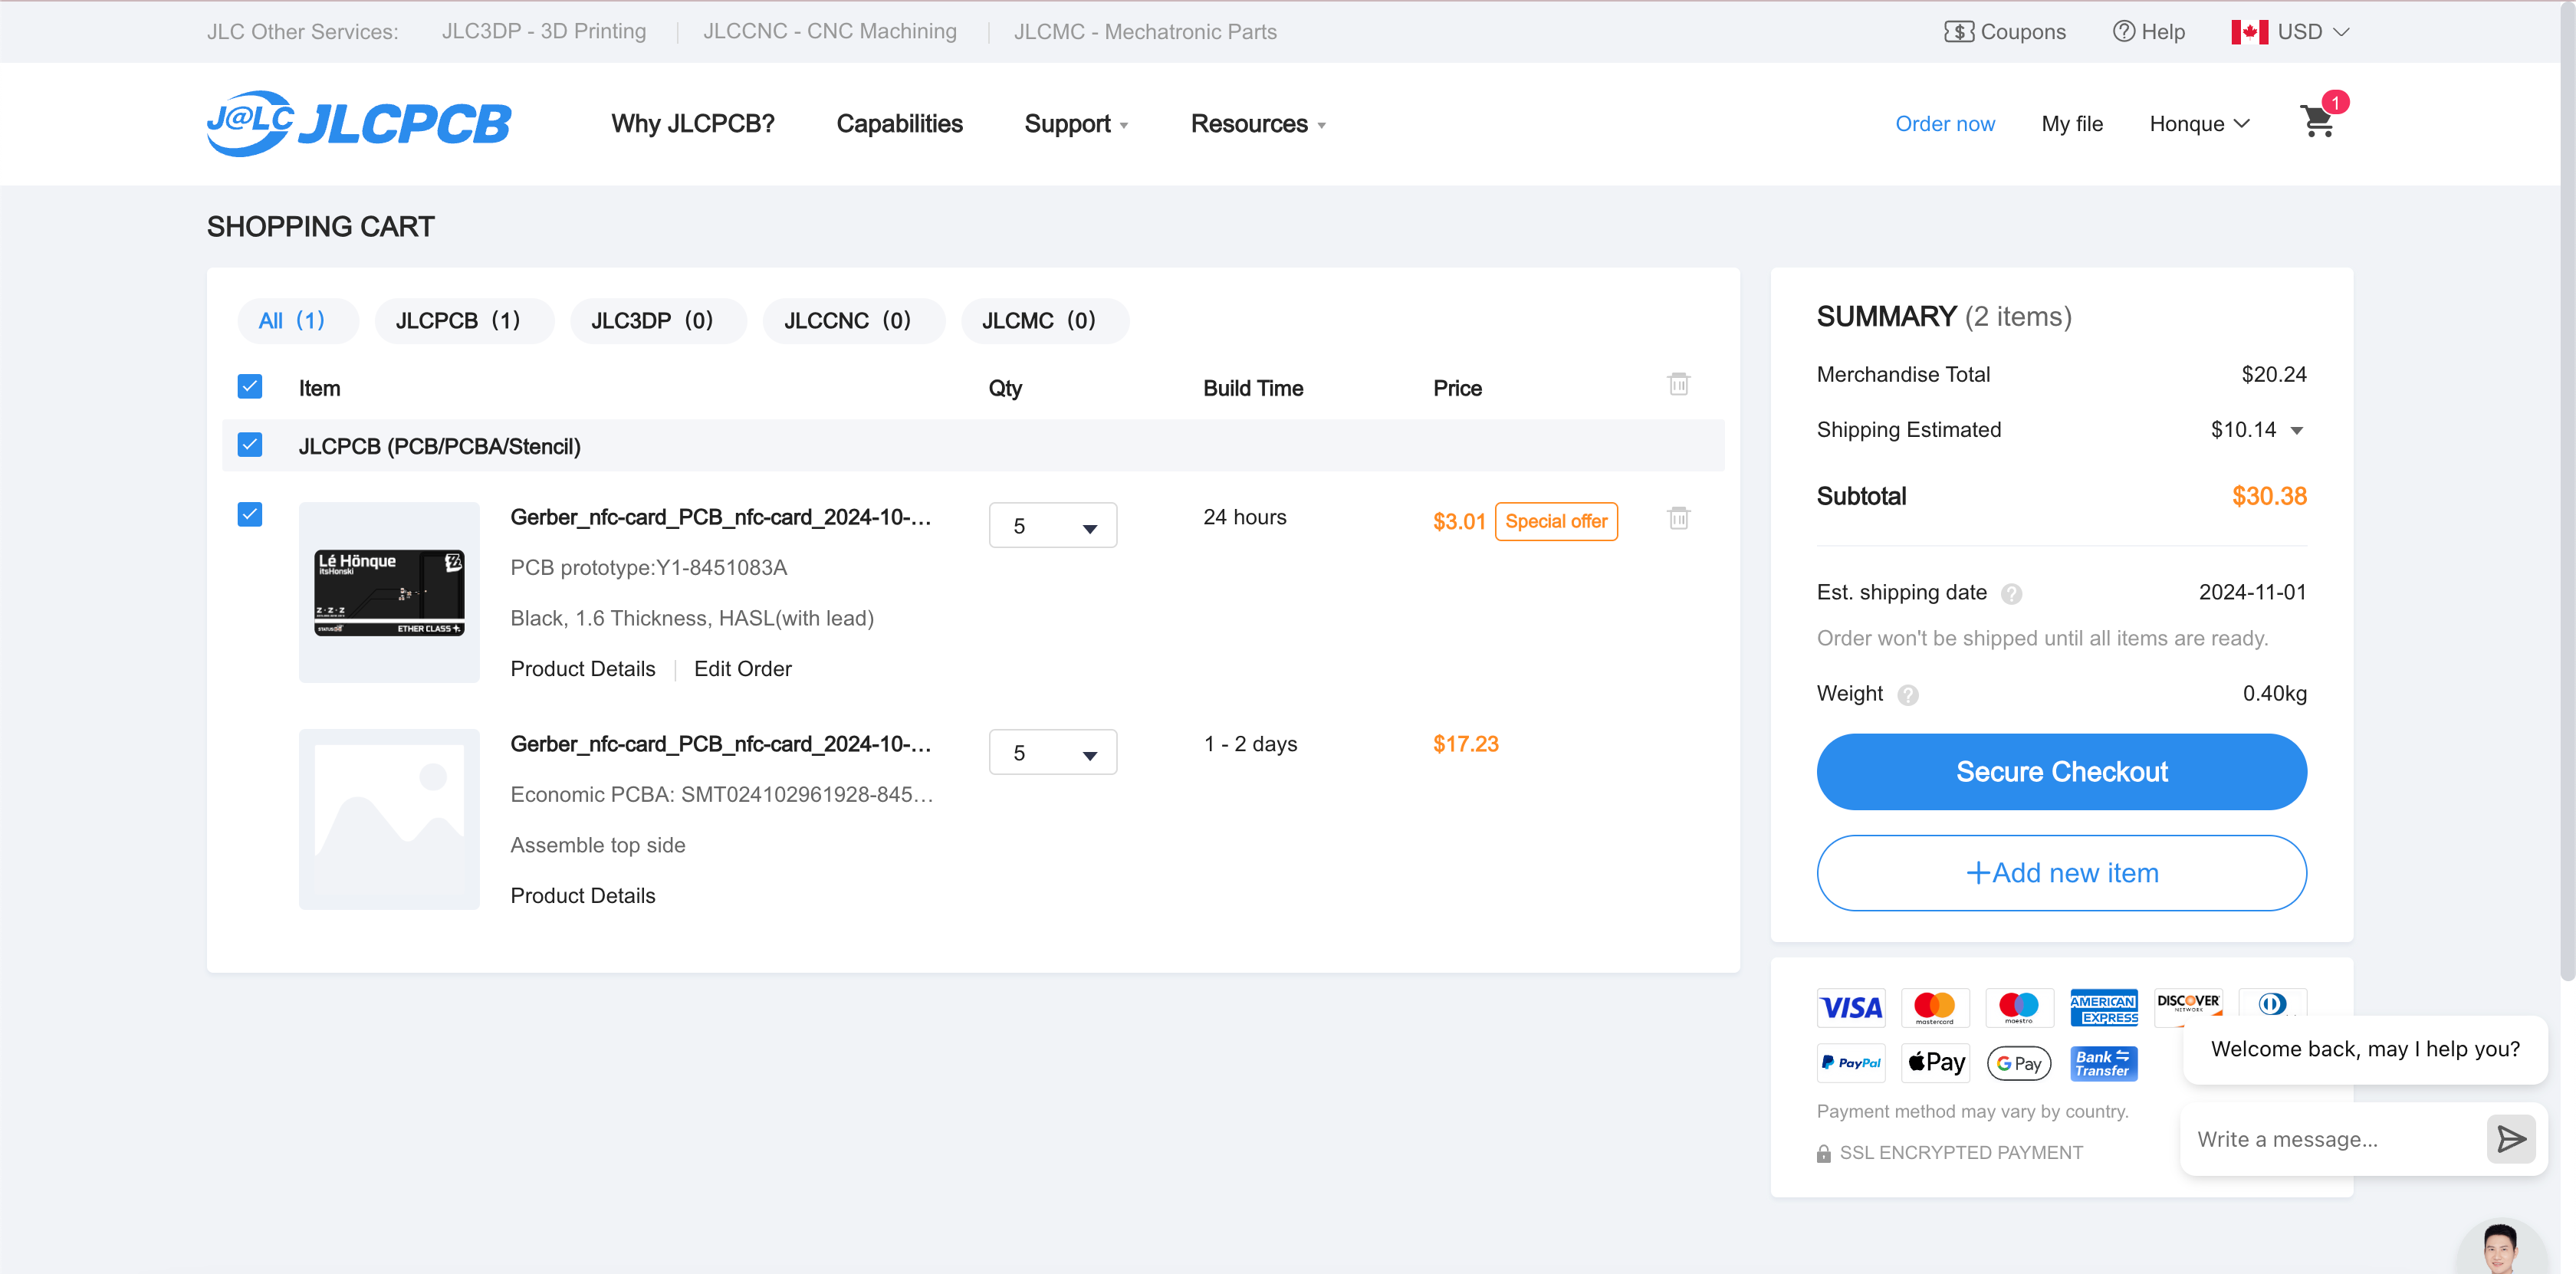 JLC Other Services:
JLC3DP - 3D Printing
JLCCNC - CNC Machining
JLCMC - Mechatronic Parts
Coupons
Help
USD
J@LC JLCPCB
Why JLCPCB?
Capabilities
Support
Resources
Order now
My file
Honque
1
SHOPPING CART
All (1)
JLCPCB (1)
JLC3DP (0)
JLCCNC (0)
JLCMC (0)
Item
Qty
Build Time
Price
JLCPCB (PCB/PCBA/Stencil)
Lé Hönque
itsHonski
Z·Z·Z
ETHER CLASS
Gerber_nfc-card_PCB_nfc-card_2024-10-...
PCB prototype:Y1-8451083A
Black, 1.6 Thickness, HASL(with lead)
Product Details
Edit Order
5
24 hours
$3.01
Special offer
Gerber_nfc-card_PCB_nfc-card_2024-10-...
Economic PCBA: SMT024102961928-845...
Assemble top side
Product Details
5
1 - 2 days
$17.23
SUMMARY (2 items)
Merchandise Total
$20.24
Shipping Estimated
$10.14
Subtotal
$30.38
Est. shipping date ?
2024-11-01
Order won't be shipped until all items are ready.
Weight ?
0.40kg
Secure Checkout
+Add new item
VISA
mastercard
maestro
AMERICAN EXPRESS
DISCOVER
NETWORK
PayPal
Pay
G Pay
Bank
Transfer
Payment method may vary by country.
SSL ENCRYPTED PAYMENT
Welcome back, may I help you?
Write a message...